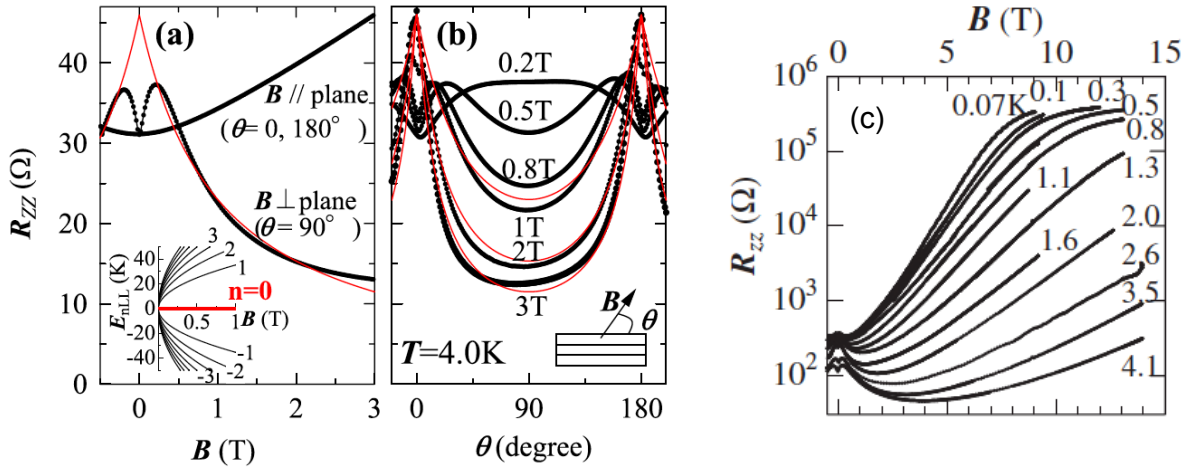 (a)
B // plane
(θ= 0, 180°)
B⊥plane
(θ= 90°)
R_ZZ (Ω)
40
30
20
10
0
0
1
2
3
B (T)
E_nLL (K)
40
20
0
-20
-40
3
2
1
n=0
0.5
1
B (T)
-1
-2
-3
(b)
0.2T
0.5T
0.8T
1T
2T
3T
T=4.0K
B
θ
0
90
180
θ (degree)
B (T)
0
5
10
15
R_zz (Ω)
10^6
10^5
10^4
10^3
10^2
(c)
0.07K
0.1
0.3
0.5
0.8
1.1
1.3
1.6
2.0
2.6
3.5
4.1